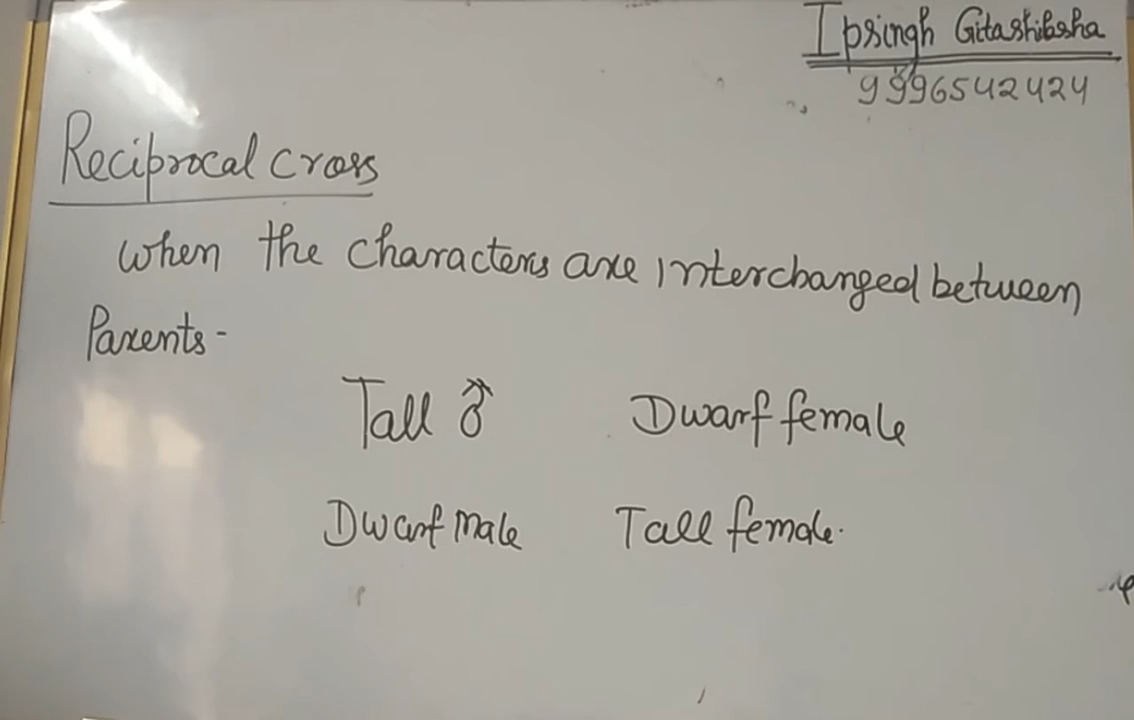 Ipsingh Gitashiksha
9996542424
Reciprocal cross
when the characters are interchanged between
Parents-
Tall ♂ Dwarf female
Dwarf male Tall female.